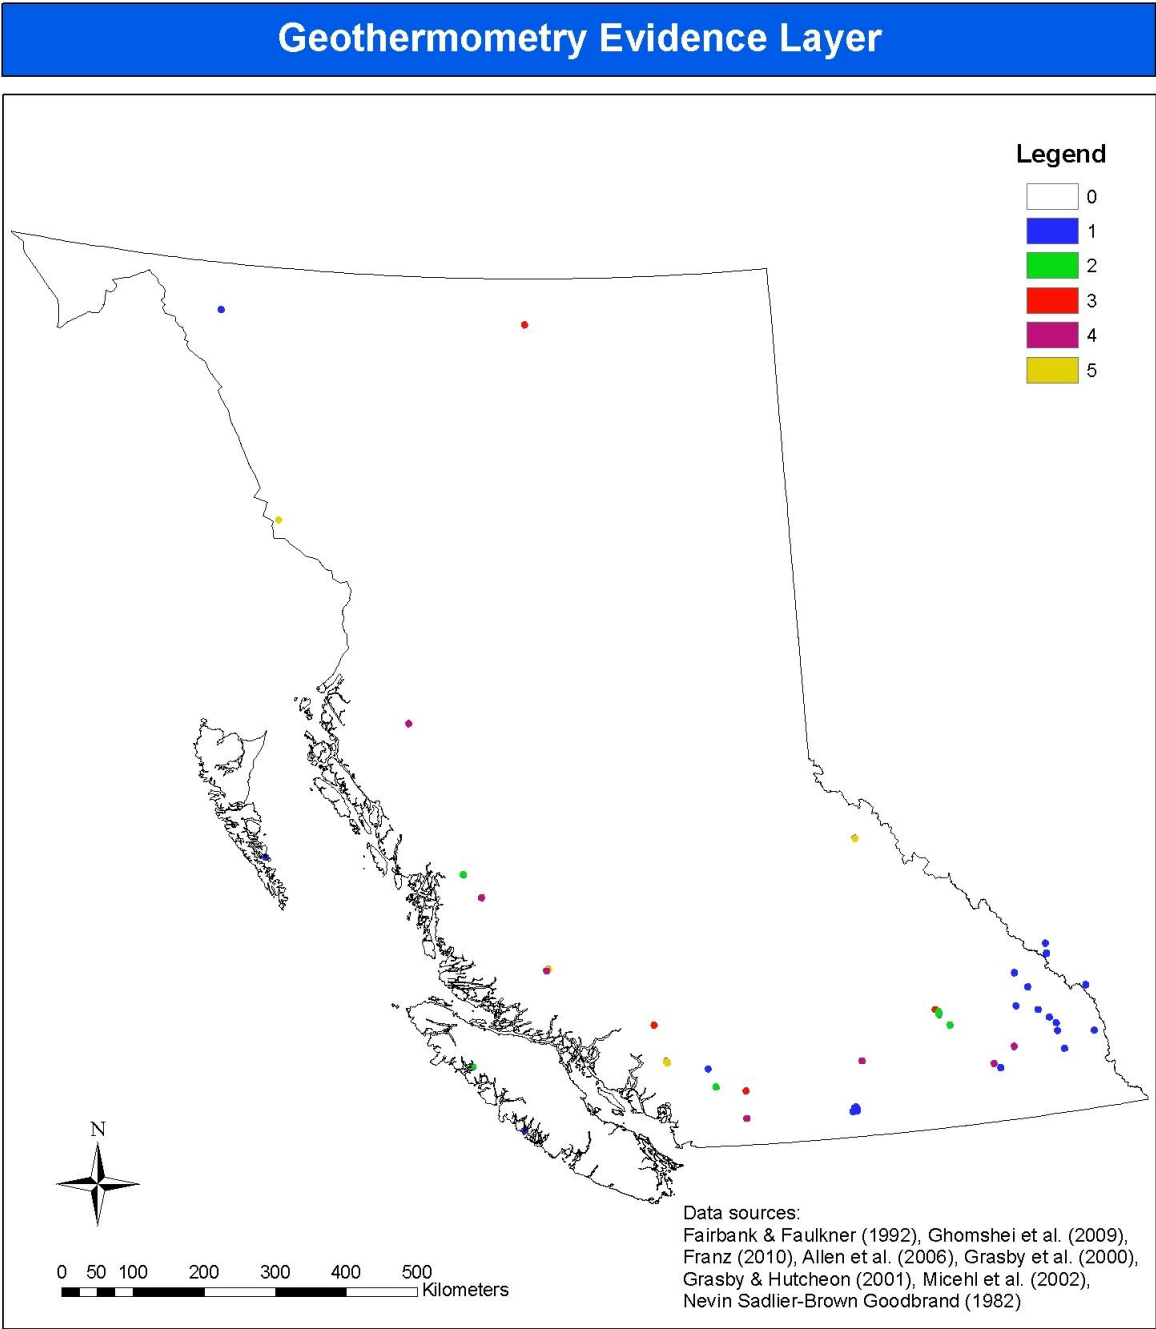 Geothermometry Evidence Layer
Legend
0
1
2
3
4
5
N
0 50 100 200 300 400 500
Kilometers
Data sources:
Fairbank & Faulkner (1992), Ghomshei et al. (2009),
Franz (2010), Allen et al. (2006), Grasby et al. (2000),
Grasby & Hutcheon (2001), Micehl et al. (2002),
Nevin Sadlier-Brown Goodbrand (1982)